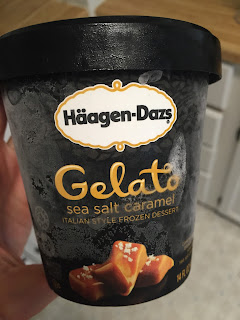 Häagen-Dazs
Gelato
sea salt caramel
ITALIAN STYLE FROZEN DESSERT